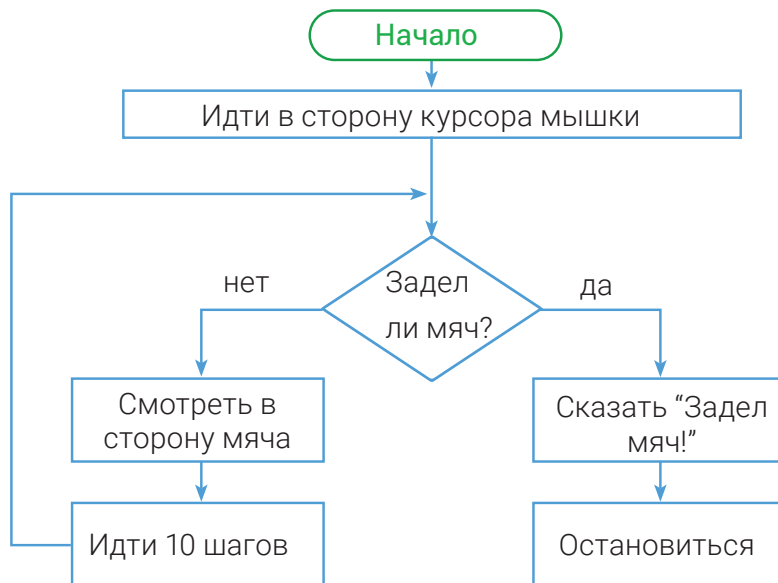 Начало
Идти в сторону курсора мышки
нет
Задел
ли мяч?
да
Смотреть в
сторону мяча
Сказать “Задел
мяч!”
Идти 10 шагов
Остановиться